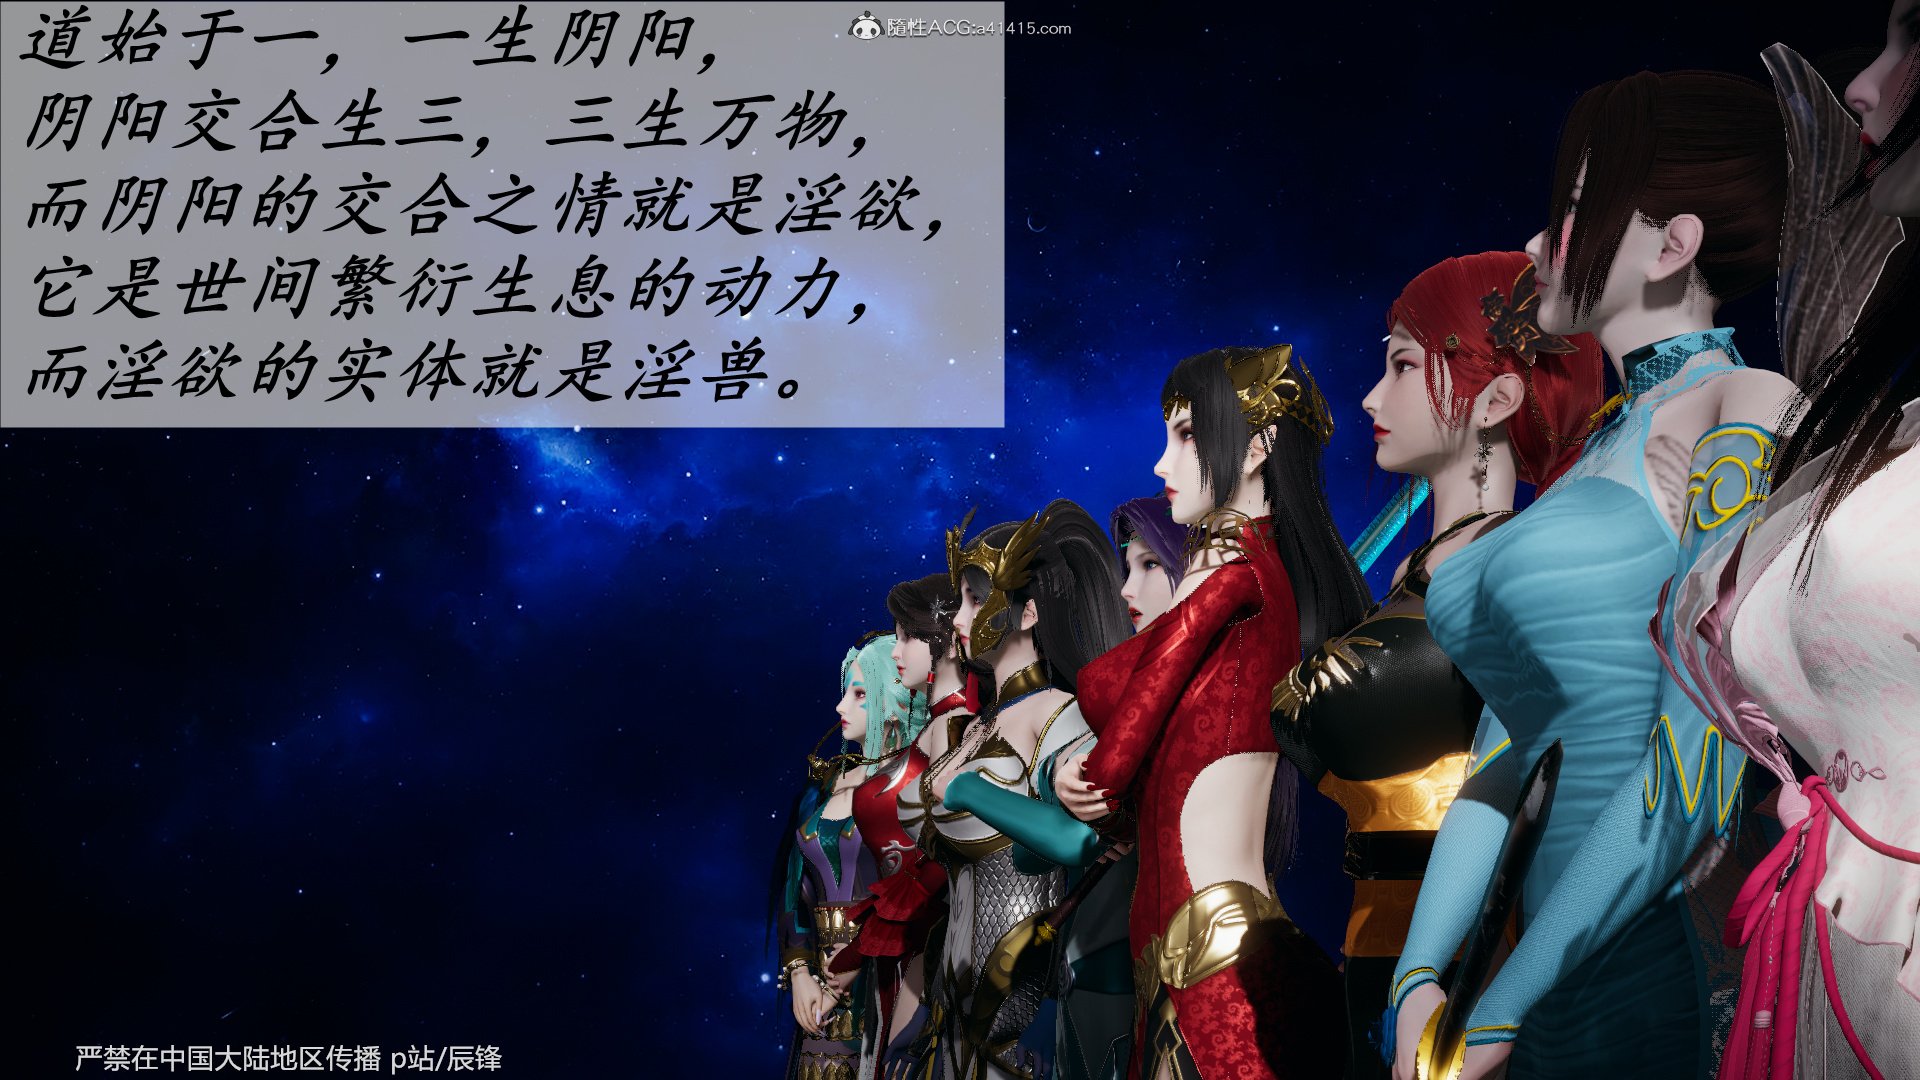 道始于一，一生阴阳，
隨性ACG:a41415.com
阴阳交合生三，三生万物，
而阴阳的交合之情就是淫欲，
它是世间繁衍生息的动力，
而淫欲的实体就是淫兽。
严禁在中国大陆地区传播 p站/辰锋